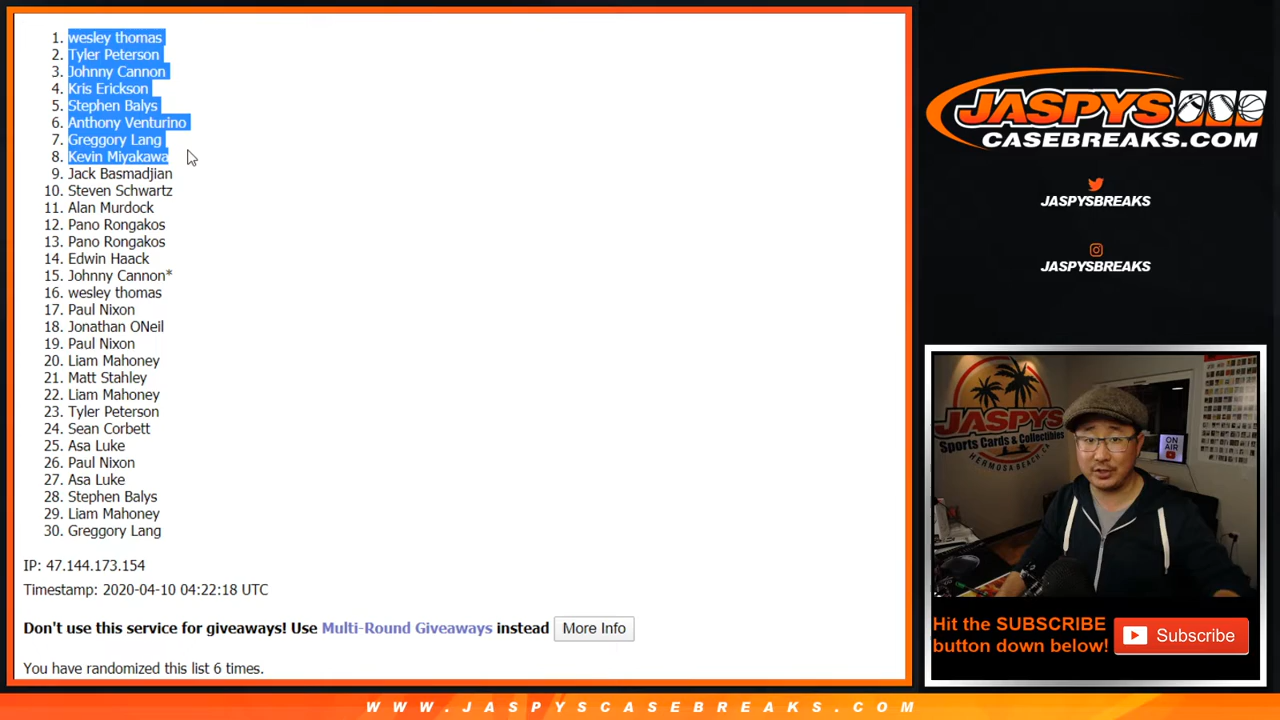 1. wesley thomas
2. Tyler Peterson
3. Johnny Cannon
4. Kris Erickson
5. Stephen Balys
6. Anthony Venturino
7. Greggory Lang
8. Kevin Miyakawa
9. Jack Basmadjian
10. Steven Schwartz
11. Alan Murdock
12. Pano Rongakos
13. Pano Rongakos
14. Edwin Haack
15. Johnny Cannon*
16. wesley thomas
17. Paul Nixon
18. Jonathan ONeil
19. Paul Nixon
20. Liam Mahoney
21. Matt Stahley
22. Liam Mahoney
23. Tyler Peterson
24. Sean Corbett
25. Asa Luke
26. Paul Nixon
27. Asa Luke
28. Stephen Balys
29. Liam Mahoney
30. Greggory Lang
IP: 47.144.173.154
Timestamp: 2020-04-10 04:22:18 UTC
Don't use this service for giveaways! Use Multi-Round Giveaways instead More Info
You have randomized this list 6 times.
JASPYS
CASEBREAKS.COM
JASPYSBREAKS
JASPYSBREAKS
JASPYS
Sports Cards & Collectibles
HERMOSA BEACH, CA
ON
AIR
Hit the SUBSCRIBE
button down below!
Subscribe
WWW.JASPYSCASEBREAKS.COM